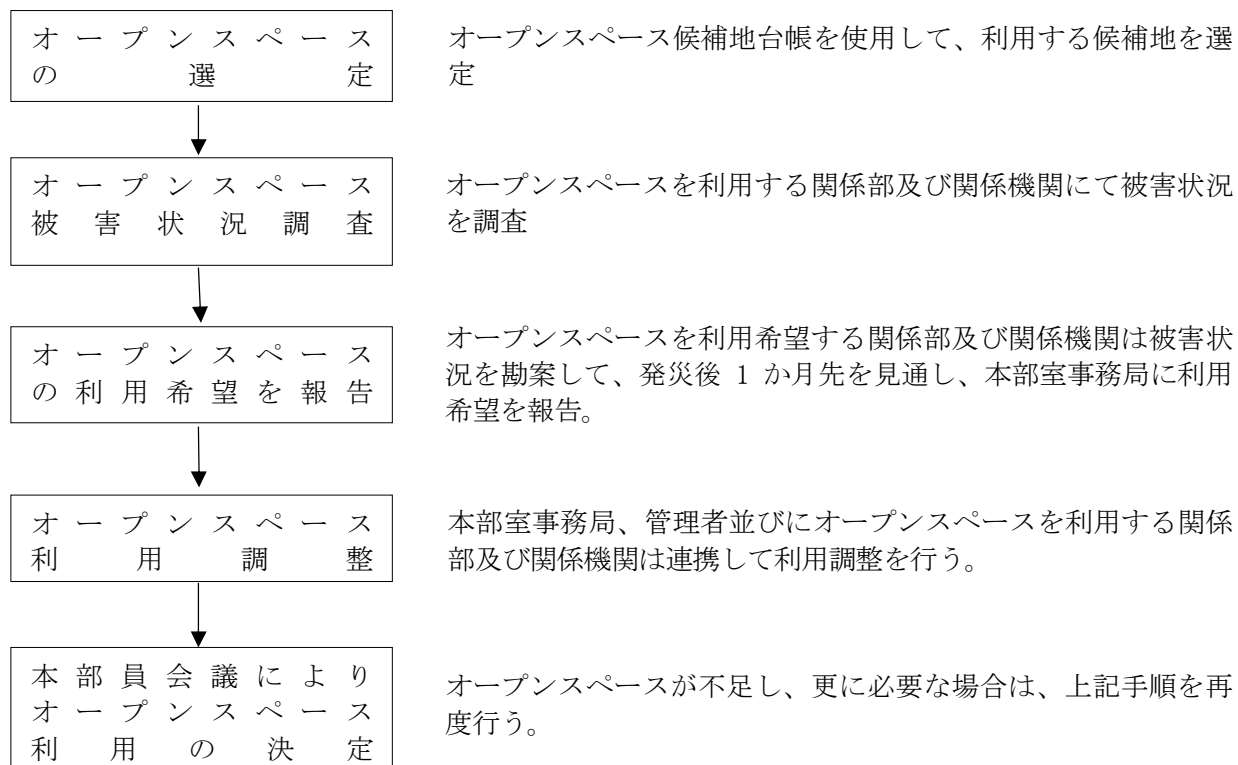 オープンスペース
の選定
オープンスペース候補地台帳を使用して、利用する候補地を選
定
オープンスペース
被害状況調査
オープンスペースを利用する関係部及び関係機関にて被害状況
を調査
オープンスペース
の利用希望を報告
オープンスペースを利用希望する関係部及び関係機関は被害状
況を勘案して、発災後 1 か月先を見通し、本部室事務局に利用
希望を報告。
オープンスペース
利用調整
本部室事務局、管理者並びにオープンスペースを利用する関係
部及び関係機関は連携して利用調整を行う。
本部員会議により
オープンスペース
利用の決定
オープンスペースが不足し、更に必要な場合は、上記手順を再
度行う。